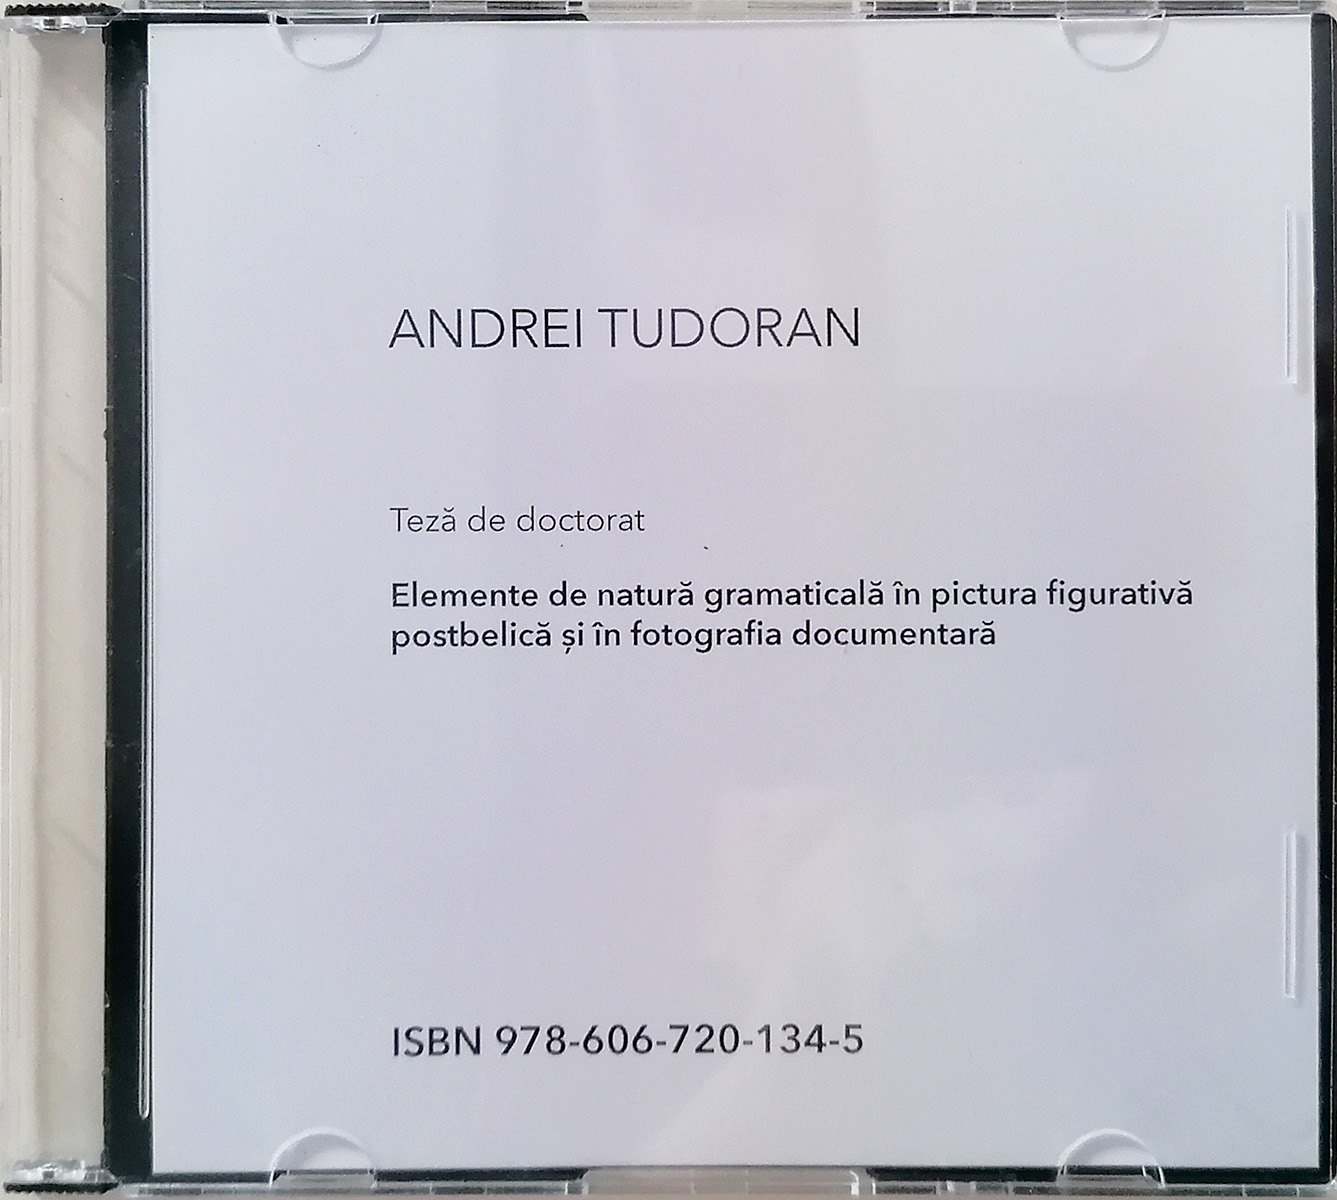 ANDREI TUDORAN
Teză de doctorat
Elemente de natură gramaticală în pictura figurativă
postbelică și în fotografia documentară
ISBN 978-606-720-134-5